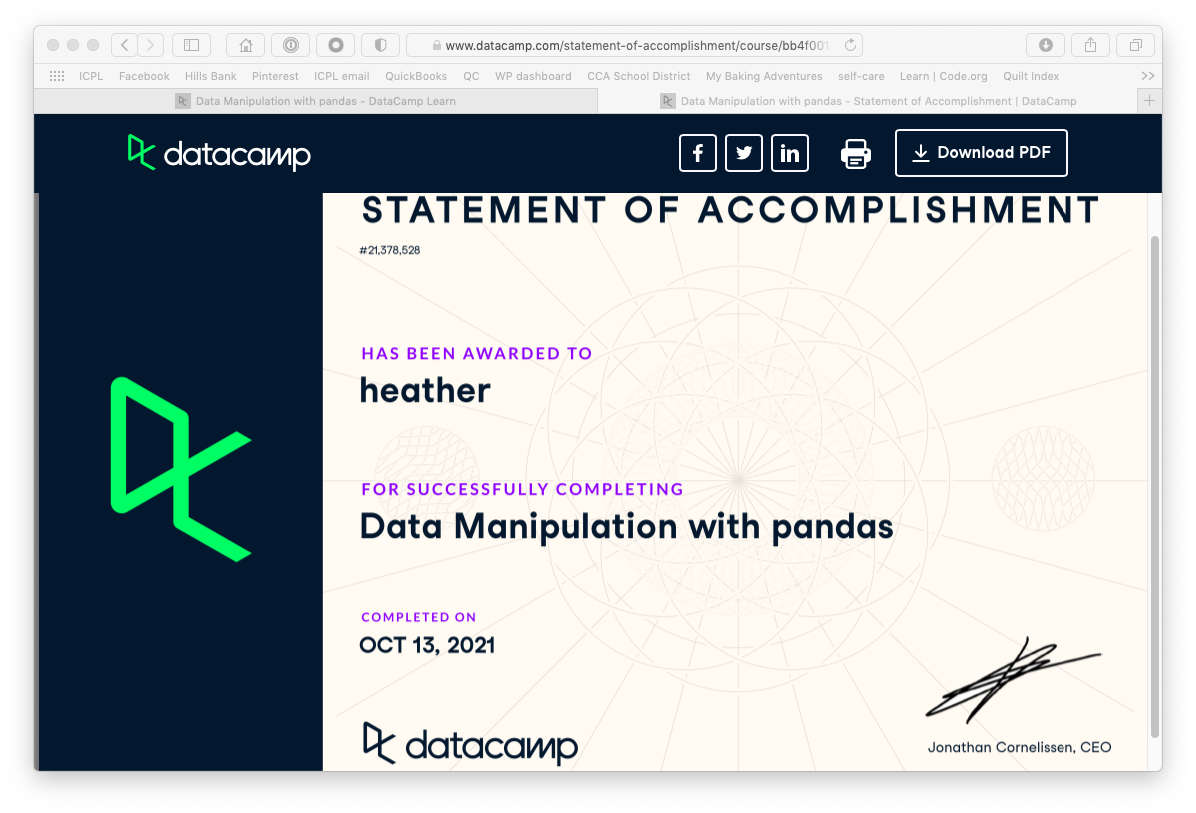 www.datacamp.com/statement-of-accomplishment/course/bb4f001
ICPL Facebook Hills Bank Pinterest ICPL email QuickBooks QC WP dashboard CCA School District My Baking Adventures self-care Learn | Code.org Quilt Index >>
Data Manipulation with pandas - DataCamp Learn
Data Manipulation with pandas - Statement of Accomplishment | DataCamp
datacamp
Download PDF
STATEMENT OF ACCOMPLISHMENT
#21,378,528
HAS BEEN AWARDED TO
heather
FOR SUCCESSFULLY COMPLETING
Data Manipulation with pandas
COMPLETED ON
OCT 13, 2021
datacamp
Jonathan Cornelissen, CEO